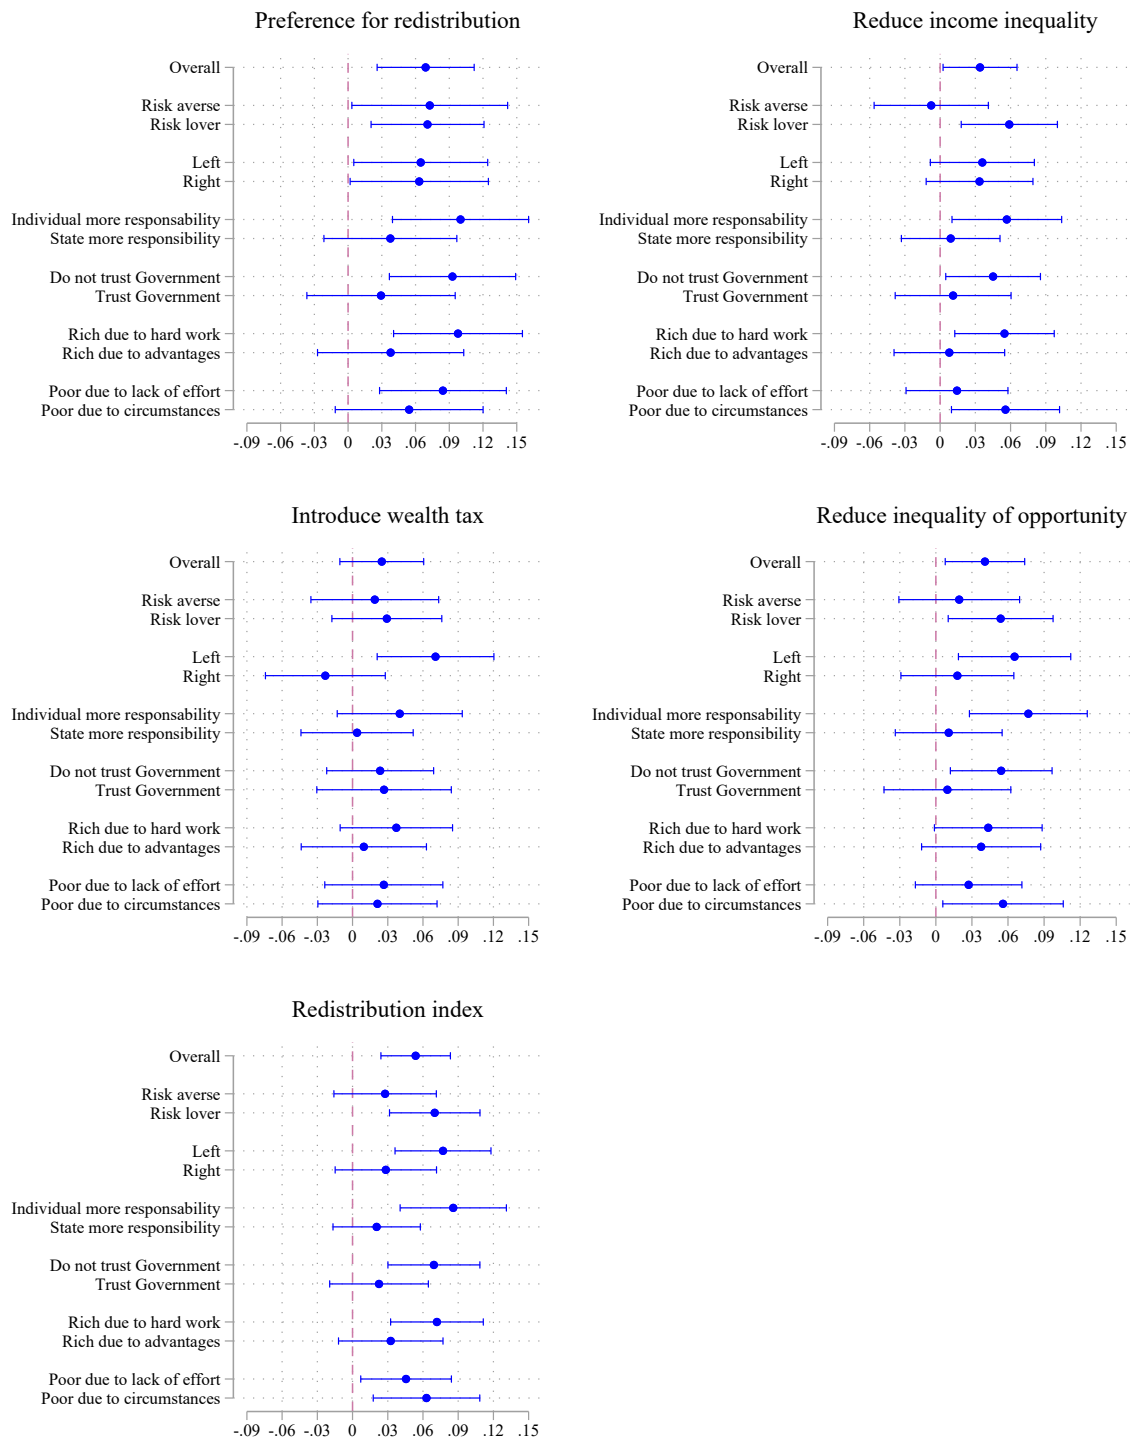 Preference for redistribution
Overall
Risk averse
Risk lover
Left
Right
Individual more responsability
State more responsibility
Do not trust Government
Trust Government
Rich due to hard work
Rich due to advantages
Poor due to lack of effort
Poor due to circumstances
-.09 -.06 -.03 0 .03 .06 .09 .12 .15
Reduce income inequality
Overall
Risk averse
Risk lover
Left
Right
Individual more responsability
State more responsibility
Do not trust Government
Trust Government
Rich due to hard work
Rich due to advantages
Poor due to lack of effort
Poor due to circumstances
-.09 -.06 -.03 0 .03 .06 .09 .12 .15
Introduce wealth tax
Overall
Risk averse
Risk lover
Left
Right
Individual more responsability
State more responsibility
Do not trust Government
Trust Government
Rich due to hard work
Rich due to advantages
Poor due to lack of effort
Poor due to circumstances
-.09 -.06 -.03 0 .03 .06 .09 .12 .15
Reduce inequality of opportunity
Overall
Risk averse
Risk lover
Left
Right
Individual more responsability
State more responsibility
Do not trust Government
Trust Government
Rich due to hard work
Rich due to advantages
Poor due to lack of effort
Poor due to circumstances
-.09 -.06 -.03 0 .03 .06 .09 .12 .15
Redistribution index
Overall
Risk averse
Risk lover
Left
Right
Individual more responsability
State more responsibility
Do not trust Government
Trust Government
Rich due to hard work
Rich due to advantages
Poor due to lack of effort
Poor due to circumstances
-.09 -.06 -.03 0 .03 .06 .09 .12 .15